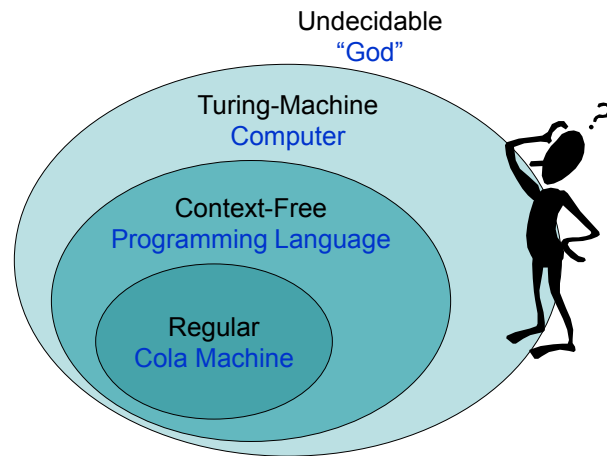 Undecidable
“God”
Turing-Machine
Computer
Context-Free
Programming Language
Regular
Cola Machine
?